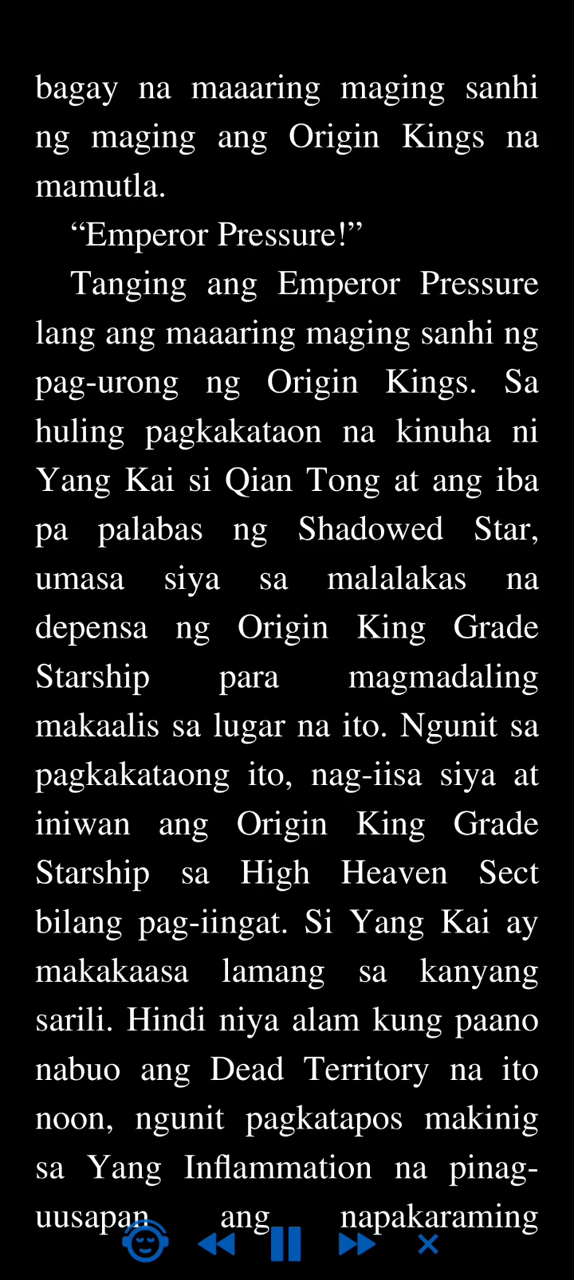 bagay na maaaring maging sanhi
ng maging ang Origin Kings na
mamutla.
“Emperor Pressure!”
Tanging ang Emperor Pressure
lang ang maaaring maging sanhi ng
pag-urong ng Origin Kings. Sa
huling pagkakataon na kinuha ni
Yang Kai si Qian Tong at ang iba
pa palabas ng Shadowed Star,
umasa siya sa malalakas na
depensa ng Origin King Grade
Starship para magmadaling
makaalis sa lugar na ito. Ngunit sa
pagkakataong ito, nag-iisa siya at
iniwan ang Origin King Grade
Starship sa High Heaven Sect
bilang pag-iingat. Si Yang Kai ay
makakaasa lamang sa kanyang
sarili. Hindi niya alam kung paano
nabuo ang Dead Territory na ito
noon, ngunit pagkatapos makinig
sa Yang Inflammation na pinag-
uusapan ang napakaraming